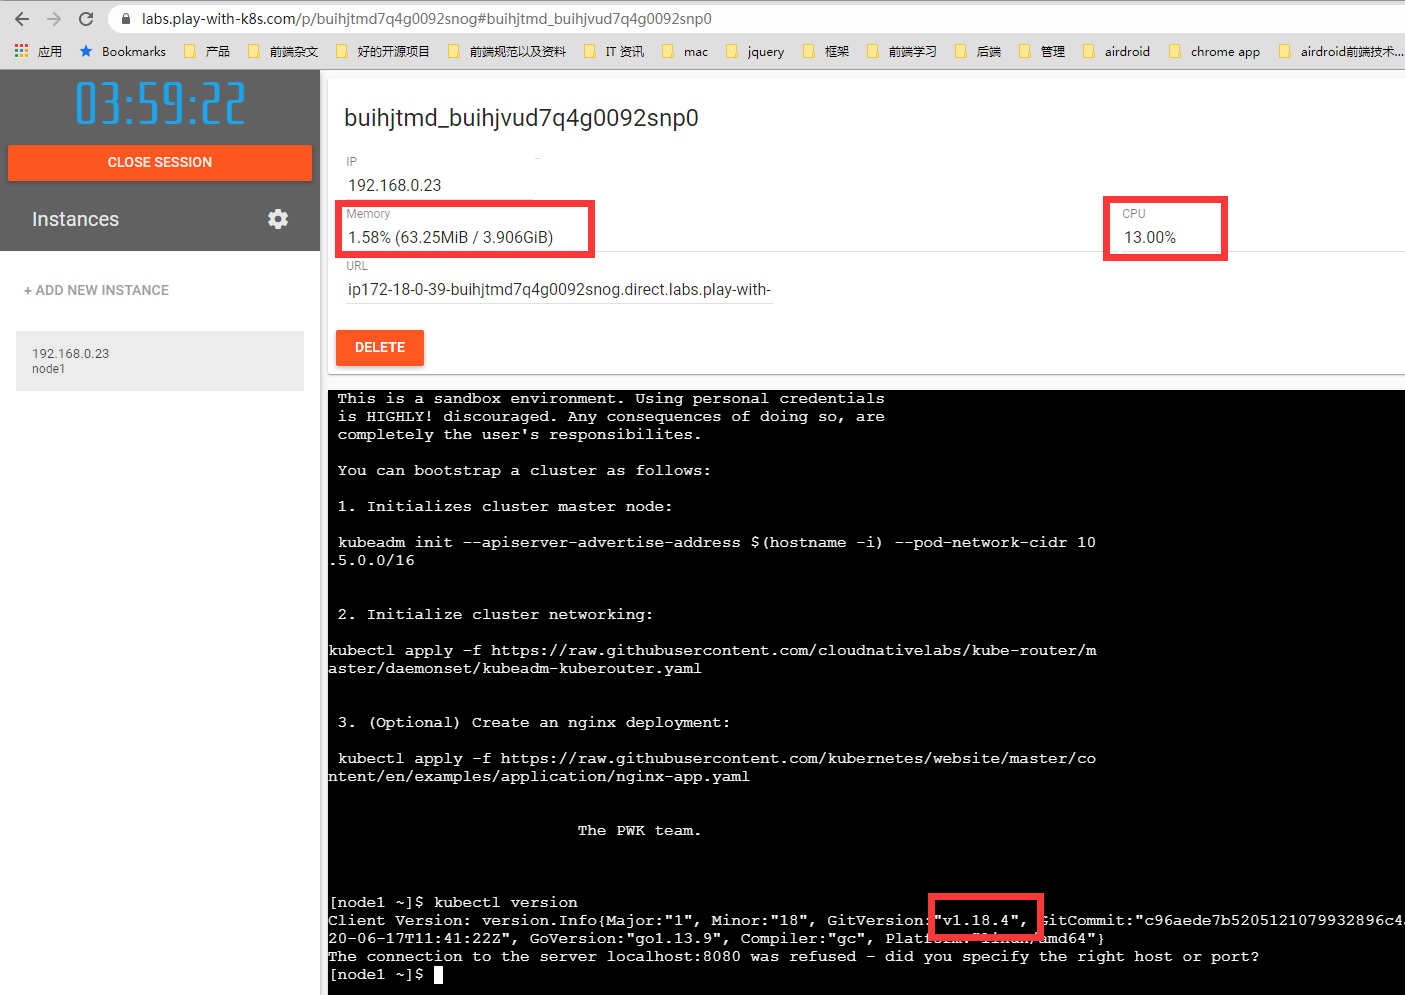 labs.play-with-k8s.com/p/buihjtmd7q4g0092snog#buihjtmd_buihjvud7q4g0092snp0
应用 Bookmarks 产品 前端杂文 好的开源项目 前端规范以及资料 IT 资讯 mac jquery 框架 前端学习 后端 管理 airdroid chrome app airdroid前端技术...
03:59:22
CLOSE SESSION
Instances
+ ADD NEW INSTANCE
192.168.0.23
node1
buihjtmd_buihjvud7q4g0092snp0
IP
192.168.0.23
Memory
1.58% (63.25MiB / 3.906GiB)
CPU
13.00%
URL
ip172-18-0-39-buihjtmd7q4g0092snog.direct.labs.play-with-
DELETE
This is a sandbox environment. Using personal credentials
is HIGHLY! discouraged. Any consequences of doing so, are
completely the user's responsibilites.
You can bootstrap a cluster as follows:
1. Initializes cluster master node:
kubeadm init --apiserver-advertise-address $(hostname -i) --pod-network-cidr 10
.5.0.0/16
2. Initialize cluster networking:
kubectl apply -f https://raw.githubusercontent.com/cloudnativelabs/kube-router/m
aster/daemonset/kubeadm-kuberouter.yaml
3. (Optional) Create an nginx deployment:
kubectl apply -f https://raw.githubusercontent.com/kubernetes/website/master/co
ntent/en/examples/application/nginx-app.yaml
The PWK team.
[node1 ~]$ kubectl version
Client Version: version.Info{Major:"1", Minor:"18", GitVersion:"v1.18.4", GitCommit:"c96aede7b5205121079932896c4
20-06-17T11:41:22Z", GoVersion:"go1.13.9", Compiler:"gc", Platform:"linux/amd64"}
The connection to the server localhost:8080 was refused - did you specify the right host or port?
[node1 ~]$